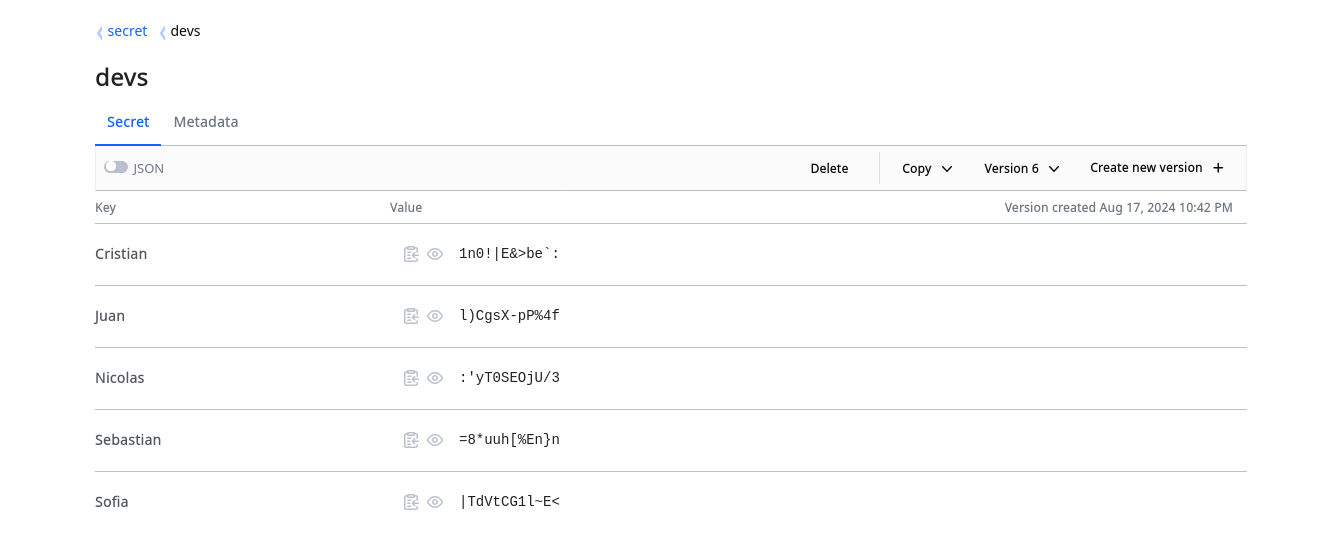 secret devs
devs
Secret Metadata
JSON Delete Copy Version 6 Create new version +
Key Value Version created Aug 17, 2024 10:42 PM
Cristian 1n0!|E&>be`:
Juan l)CgsX-pP%4f
Nicolas :'yT0SEOjU/3
Sebastian =8*uuh[%En}n
Sofia |TdVtCG1l~E<